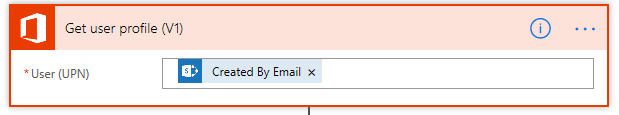 Get user profile (V1)
* User (UPN) Created By Email ×